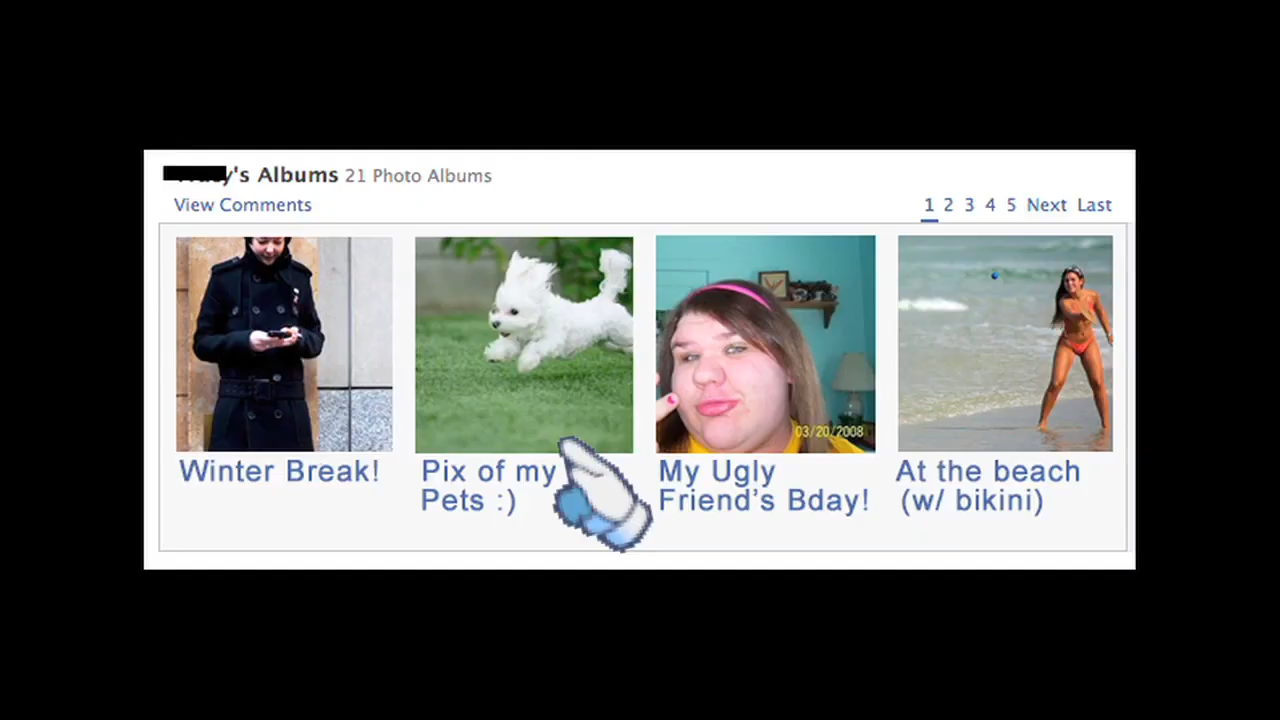 's Albums 21 Photo Albums
View Comments
1 2 3 4 5 Next Last
03/20/2008
Winter Break!
Pix of my
Pets :)
My Ugly
Friend's Bday!
At the beach
(w/ bikini)